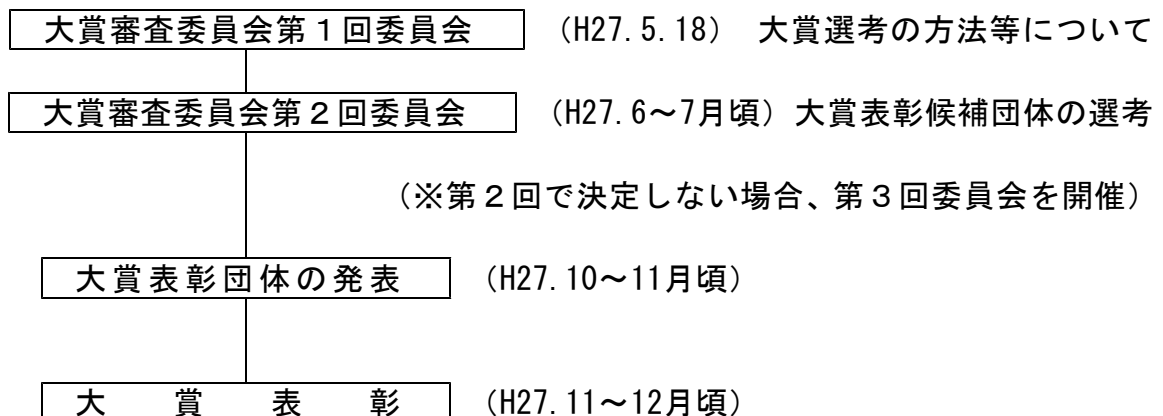 大賞審査委員会第１回委員会 （H27.5.18） 大賞選考の方法等について
大賞審査委員会第２回委員会 （H27.6～7月頃）大賞表彰候補団体の選考
（※第２回で決定しない場合、第３回委員会を開催）
大賞表彰団体の発表 （H27.10～11月頃）
大　賞　表　彰 （H27.11～12月頃）